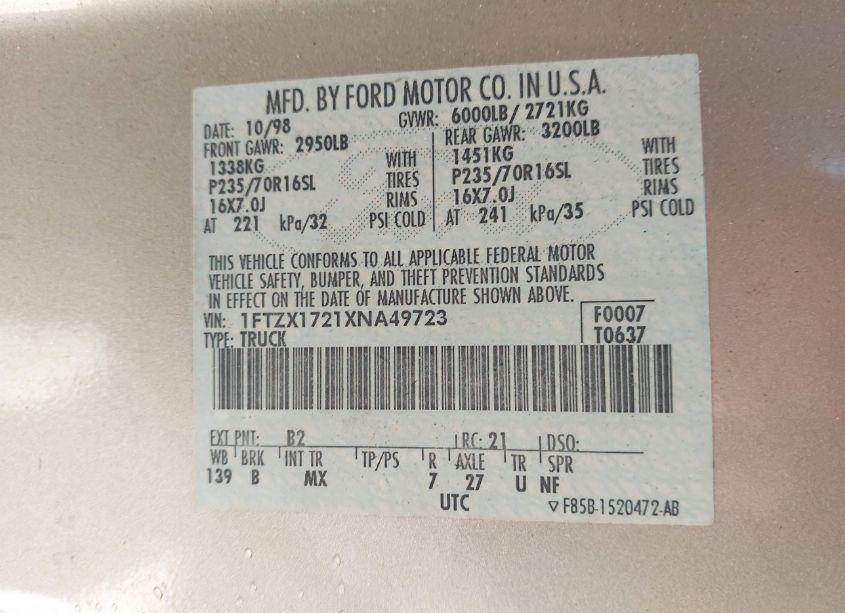 MFD. BY FORD MOTOR CO. IN U.S.A.
DATE: 10/98 GVWR: 6000LB/ 2721KG
FRONT GAWR: 2950LB REAR GAWR: 3200LB
1338KG WITH 1451KG WITH
P235/70R16SL TIRES P235/70R16SL TIRES
16X7.0J RIMS 16X7.0J RIMS
AT 221 kPa/32 PSI COLD AT 241 kPa/35 PSI COLD
THIS VEHICLE CONFORMS TO ALL APPLICABLE FEDERAL MOTOR
VEHICLE SAFETY, BUMPER, AND THEFT PREVENTION STANDARDS
IN EFFECT ON THE DATE OF MANUFACTURE SHOWN ABOVE.
VIN: 1FTZX1721XNA49723 F0007
TYPE: TRUCK T0637
EXT PNT: B2 RC: 21 DSO:
WB BRK INT TR TP/PS R AXLE TR SPR
139 B MX 7 27 U NF
UTC ▽ F85B-1520472-AB